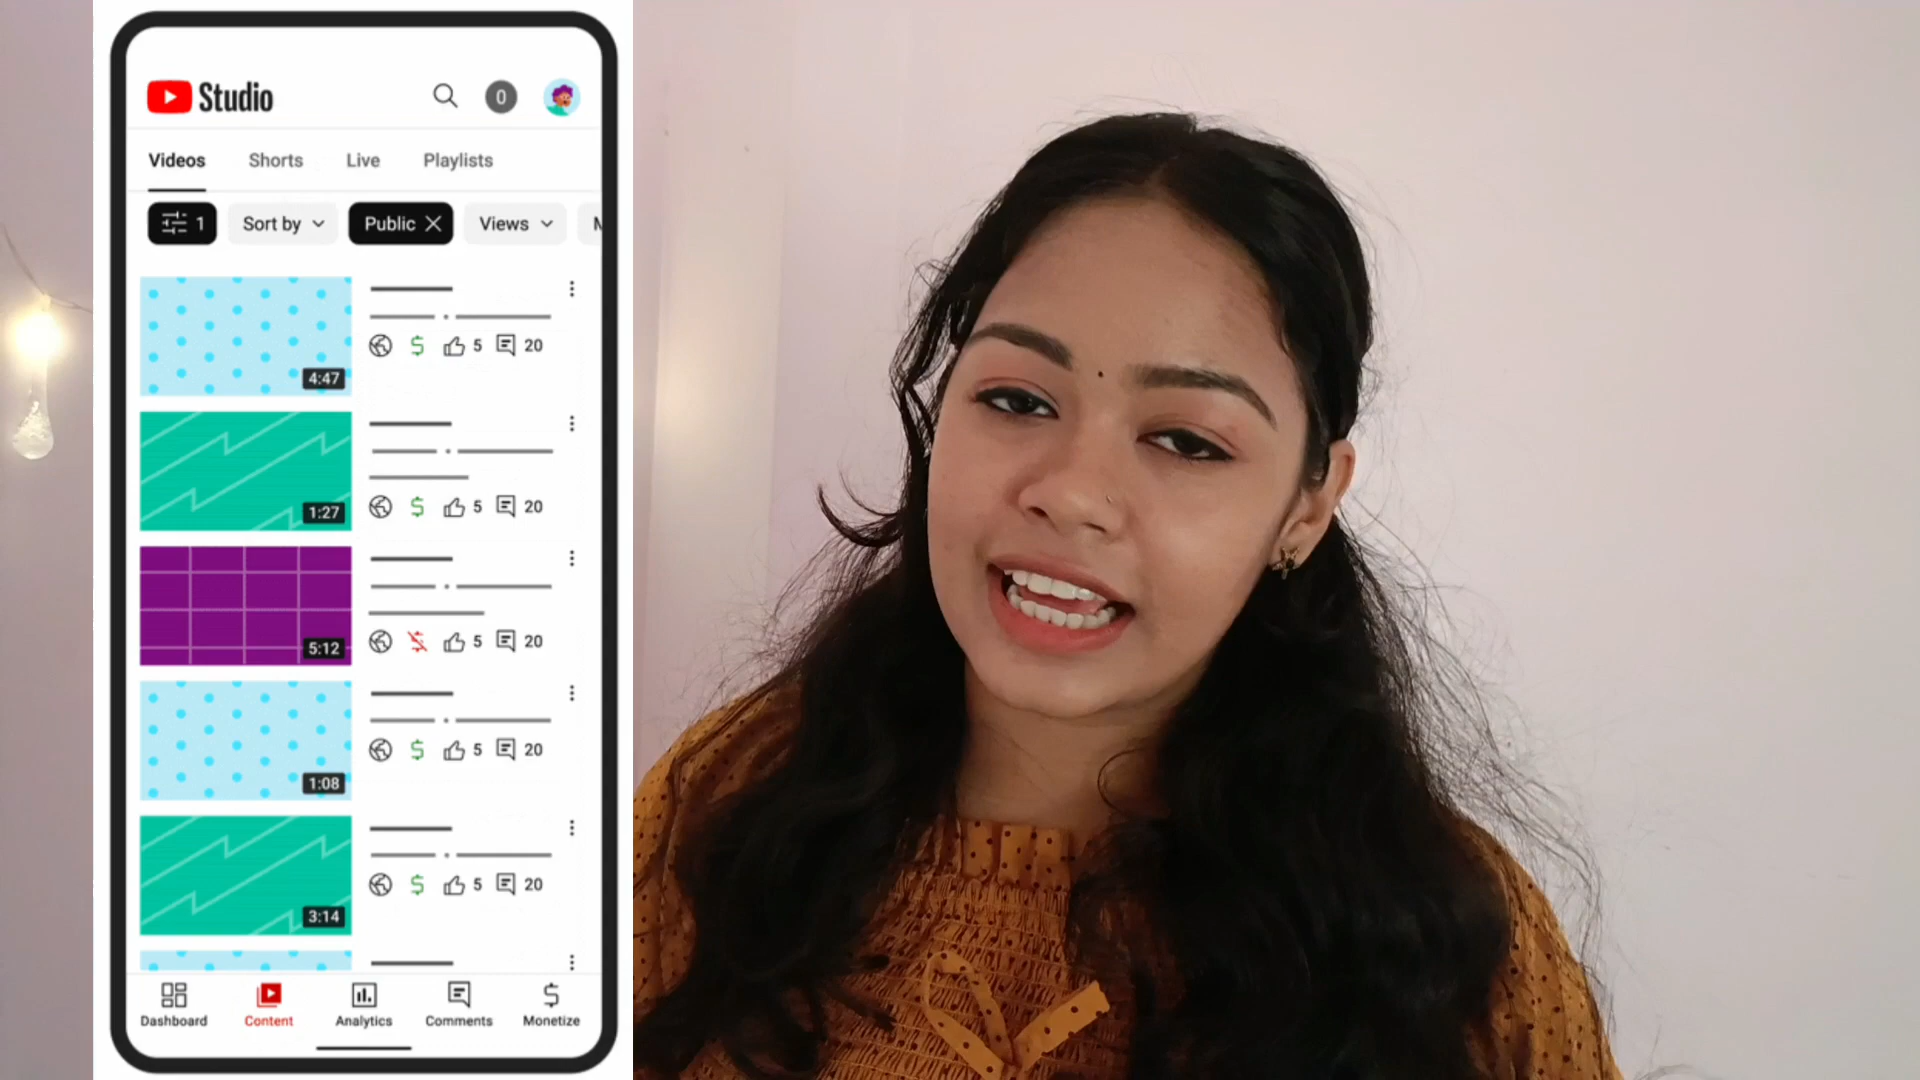 Studio 0
Videos Shorts Live Playlists
1 Sort by Public Views
4:47
5 20
1:27
5 20
5:12
5 20
1:08
5 20
3:14
5 20
Dashboard Content Analytics Comments Monetize